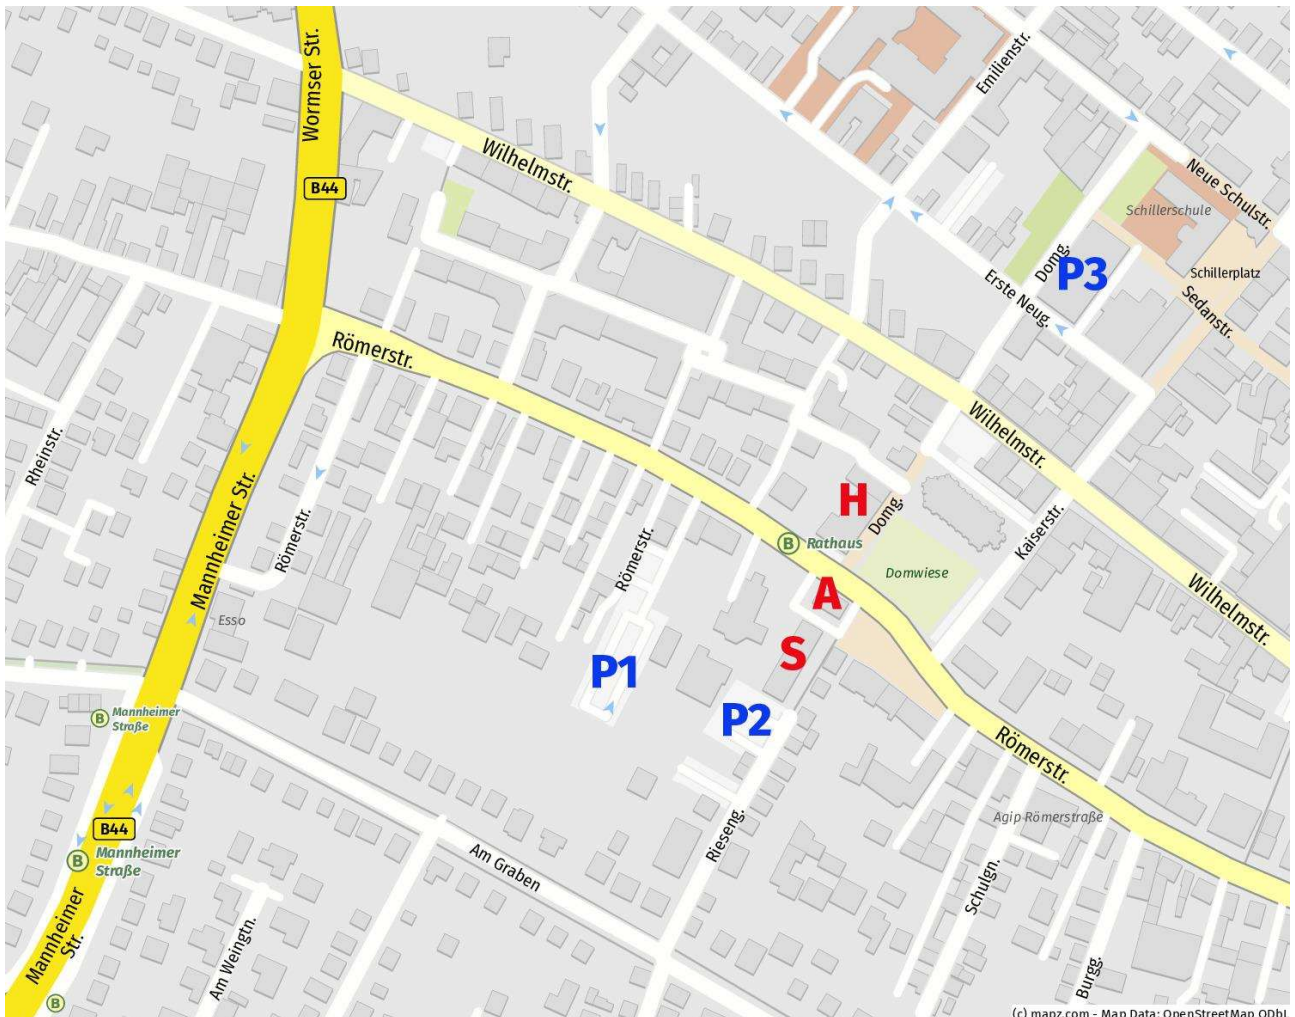 Wormser Str.
Emilienstr.
Wilhelmstr.
B44
Neue Schulstr.
Schillerschule
Domg.
P3
Schillerplatz
Erste Neug.
Sedanstr.
Römerstr.
Wilhelmstr.
Rheinstr.
Mannheimer Str.
H
Domg.
Kaiserstr.
Römerstr.
Römerstr.
B Rathaus
Domwiese
A
Wilhelmstr.
Esso
S
P1
B Mannheimer
Straße
P2
Römerstr.
B44
Agip Römerstraße
Rieseng.
B Mannheimer
Straße
Am Graben
Schulgn.
Mannheimer
Str.
Am Weingtn.
Burgg.
B
(c) mapz.com - Map Data: OpenStreetMap ODbL